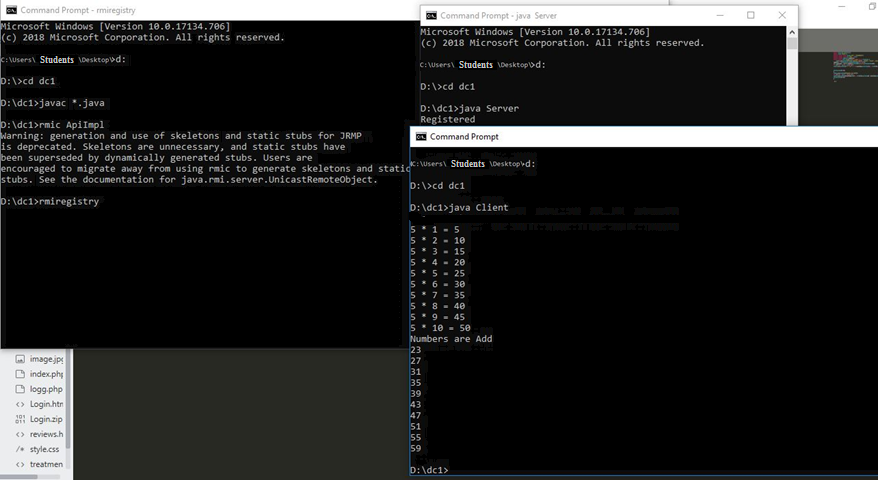 Command Prompt - rmiregistry
Microsoft Windows [Version 10.0.17134.706]
(c) 2018 Microsoft Corporation. All rights reserved.
C:\Users\ Students \Desktop>d:
D:\>cd dc1
D:\dc1>javac *.java
D:\dc1>rmic ApiImpl
Warning: generation and use of skeletons and static stubs for JRMP
is deprecated. Skeletons are unnecessary, and static stubs have
been superseded by dynamically generated stubs. Users are
encouraged to migrate away from using rmic to generate skeletons and static
stubs. See the documentation for java.rmi.server.UnicastRemoteObject.
D:\dc1>rmiregistry
Command Prompt - java Server
Microsoft Windows [Version 10.0.17134.706]
(c) 2018 Microsoft Corporation. All rights reserved.
C:\Users\ Students \Desktop>d:
D:\>cd dc1
D:\dc1>java Server
Registered
Command Prompt
C:\Users\ Students \Desktop>d:
D:\>cd dc1
D:\dc1>java Client
5 * 1 = 5
5 * 2 = 10
5 * 3 = 15
5 * 4 = 20
5 * 5 = 25
5 * 6 = 30
5 * 7 = 35
5 * 8 = 40
5 * 9 = 45
5 * 10 = 50
Numbers are Add
23
27
31
35
39
43
47
51
55
59
D:\dc1>
image.jpg
index.php
logg.php
Login.htm
Login.zip
reviews.h
style.css
treatmen